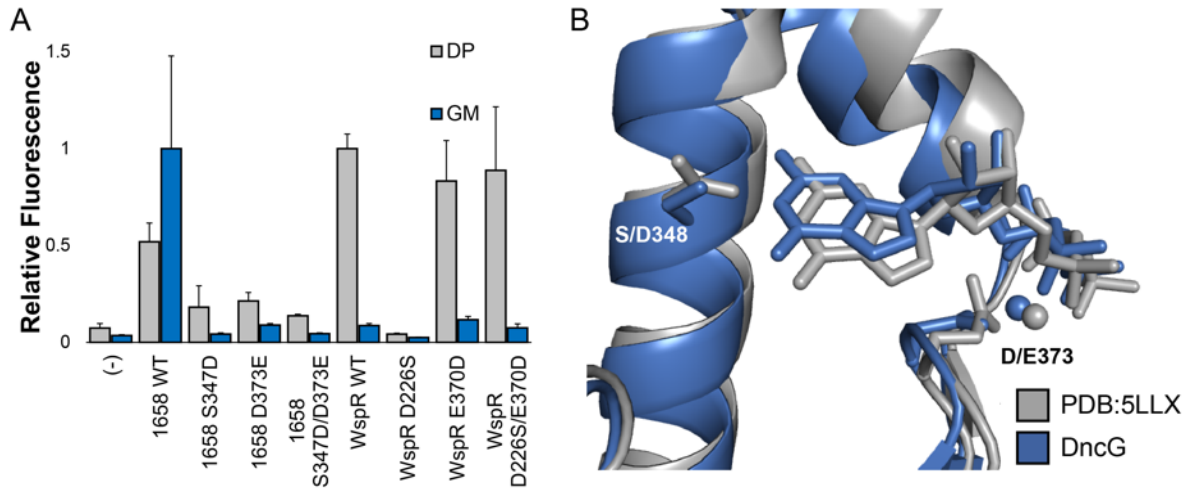 A
Relative Fluorescence
1.5
1
0.5
0
DP
GM
(-)
1658 WT
1658 S347D
1658 D373E
1658
S347D/D373E
WspR WT
WspR D226S
WspR E370D
WspR
D226S/E370D
B
S/D348
D/E373
PDB:5LLX
DncG